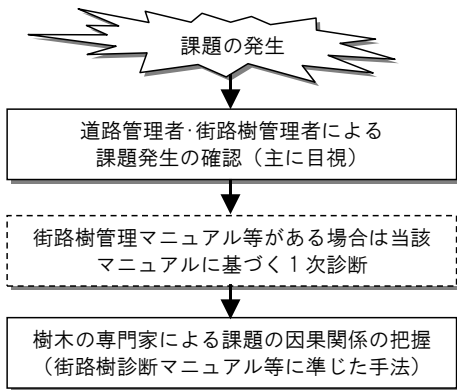 課題の発生
道路管理者･街路樹管理者による
課題発生の確認（主に目視）
街路樹管理マニュアル等がある場合は当該
マニュアルに基づく１次診断
樹木の専門家による課題の因果関係の把握
（街路樹診断マニュアル等に準じた手法）